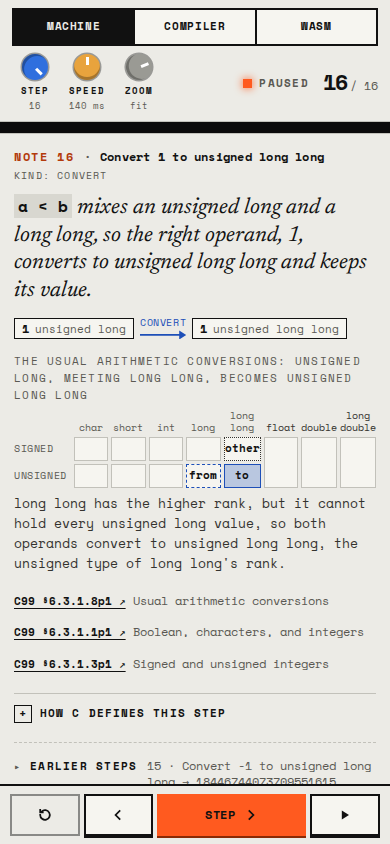 MACHINE COMPILER WASM
STEP SPEED ZOOM
16 140 ms fit
PAUSED 16 / 16
NOTE 16 · Convert 1 to unsigned long long
KIND: CONVERT
a < b mixes an unsigned long and a
long long, so the right operand, 1,
converts to unsigned long long and keeps
its value.
1 unsigned long CONVERT 1 unsigned long long
THE USUAL ARITHMETIC CONVERSIONS: UNSIGNED
LONG, MEETING LONG LONG, BECOMES UNSIGNED
LONG LONG
char short int long long long float double long double
SIGNED other
UNSIGNED from to
long long has the higher rank, but it cannot
hold every unsigned long value, so both
operands convert to unsigned long long, the
unsigned type of long long's rank.
C99 §6.3.1.8p1 ↗ Usual arithmetic conversions
C99 §6.3.1.1p1 ↗ Boolean, characters, and integers
C99 §6.3.1.3p1 ↗ Signed and unsigned integers
+ HOW C DEFINES THIS STEP
▸ EARLIER STEPS 15 · Convert -1 to unsigned long
long → 18446744073709551615
STEP